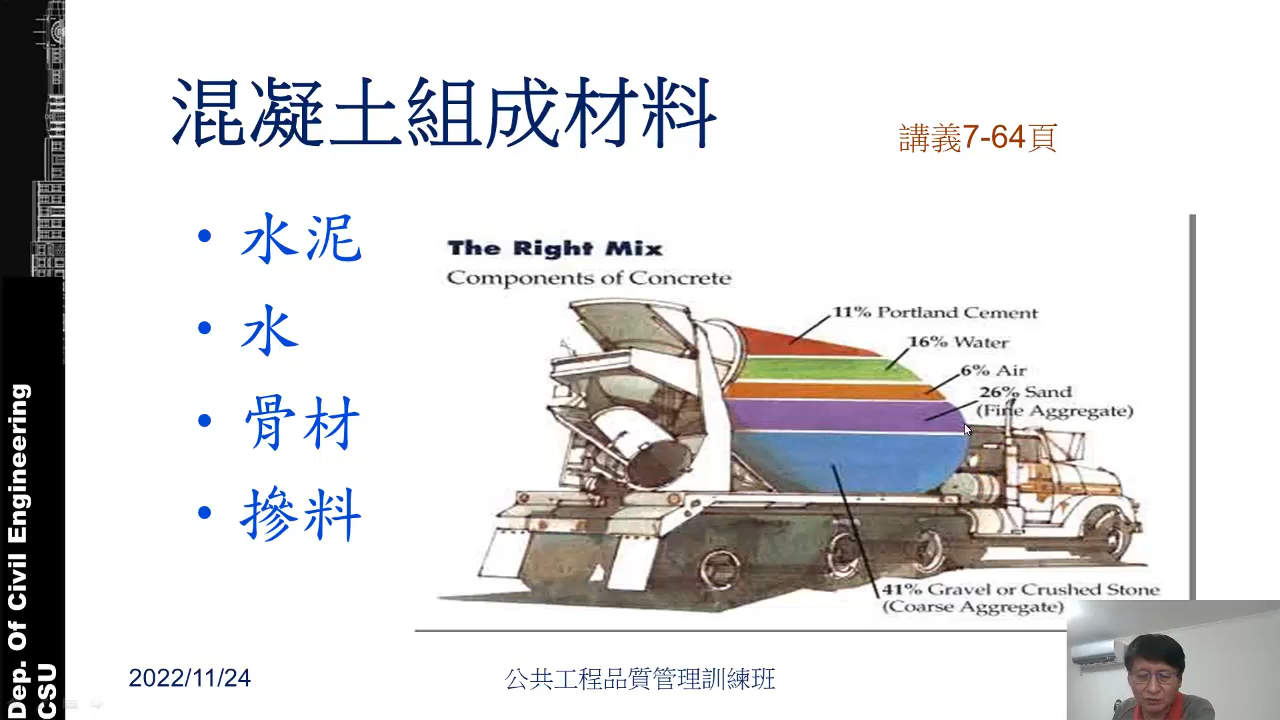 混凝土組成材料
講義7-64頁
• 水泥
• 水
• 骨材
• 摻料
The Right Mix
Components of Concrete
11% Portland Cement
16% Water
6% Air
26% Sand
(Fine Aggregate)
41% Gravel or Crushed Stone
(Coarse Aggregate)
Dep. Of Civil Engineering
CSU
2022/11/24
公共工程品質管理訓練班